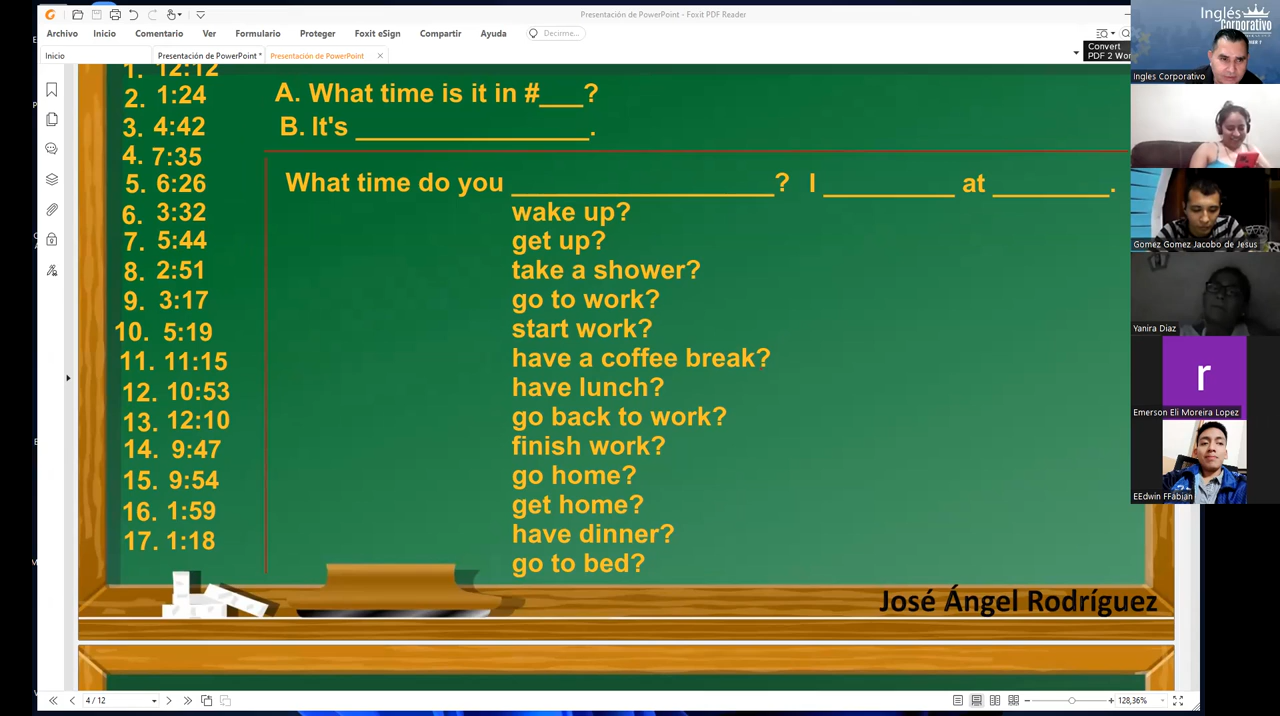 Presentación de PowerPoint - Foxit PDF Reader
Archivo Inicio Comentario Ver Formulario Proteger Foxit eSign Compartir Ayuda Decirme...
Inicio Presentación de PowerPoint * Presentación de PowerPoint
Convert
PDF 2 Wor
1. 12:12
2. 1:24
3. 4:42
4. 7:35
5. 6:26
6. 3:32
7. 5:44
8. 2:51
9. 3:17
10. 5:19
11. 11:15
12. 10:53
13. 12:10
14. 9:47
15. 9:54
16. 1:59
17. 1:18
A. What time is it in #___?
B. It's ________________.
What time do you __________________? I _________ at ________.
wake up?
get up?
take a shower?
go to work?
start work?
have a coffee break?
have lunch?
go back to work?
finish work?
go home?
get home?
have dinner?
go to bed?
José Ángel Rodríguez
4 / 12
128,36%
Inglés
Corporativo
Ingles Corporativo
Gomez Gomez Jacobo de Jesus
Yanira Diaz
r
Emerson Eli Moreira Lopez
EEdwin FFabian